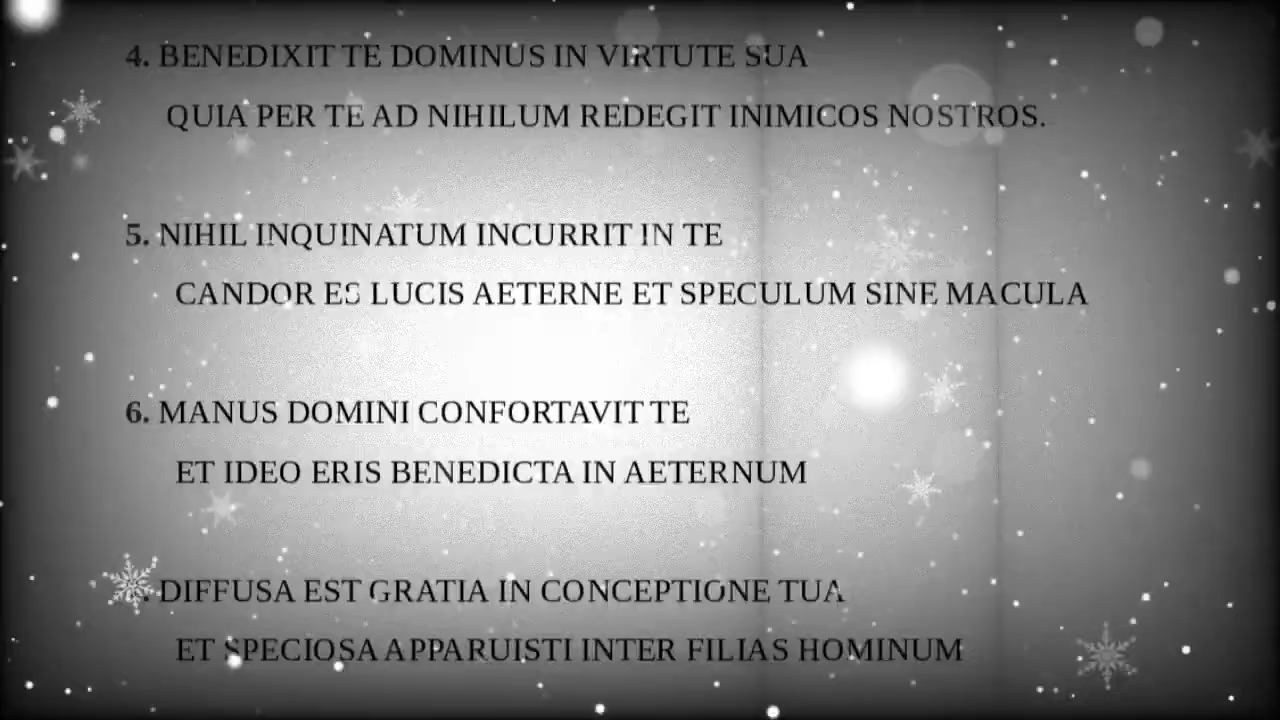 4. BENEDIXIT TE DOMINUS IN VIRTUTE SUA
QUIA PER TE AD NIHILUM REDEGIT INIMICOS NOSTROS.
5. NIHIL INQUINATUM INCURRIT IN TE
CANDOR ES LUCIS AETERNE ET SPECULUM SINE MACULA
6. MANUS DOMINI CONFORTAVIT TE
ET IDEO ERIS BENEDICTA IN AETERNUM
. DIFFUSA EST GRATIA IN CONCEPTIONE TUA
ET SPECIOSA APPARUISTI INTER FILIAS HOMINUM